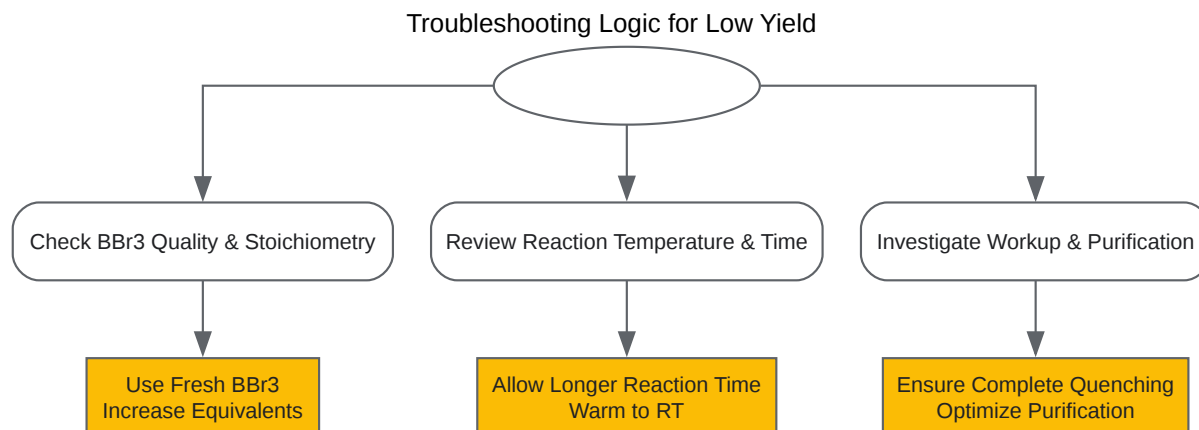 Troubleshooting Logic for Low Yield
Check BBr3 Quality & Stoichiometry
Review Reaction Temperature & Time
Investigate Workup & Purification
Use Fresh BBr3
Increase Equivalents
Allow Longer Reaction Time
Warm to RT
Ensure Complete Quenching
Optimize Purification